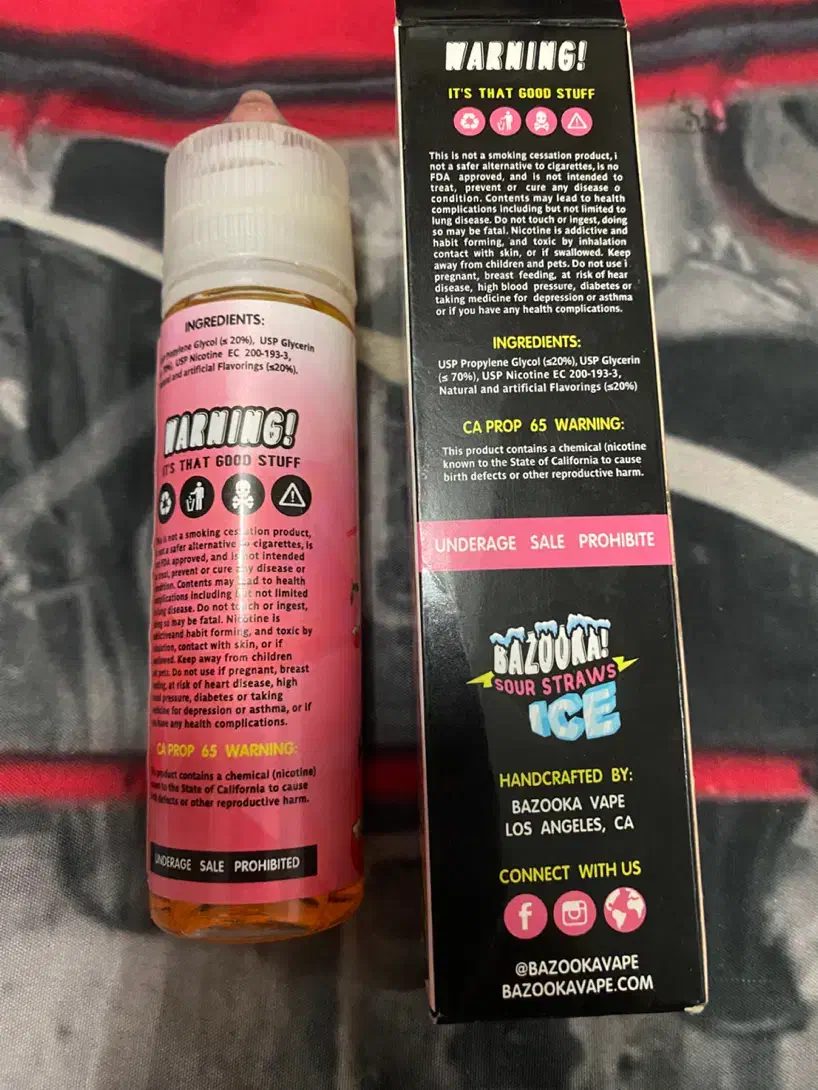 INGREDIENTS:
Propylene Glycol (≤ 20%), USP Glycerin
70%), USP Nicotine EC 200-193-3,
and artificial Flavorings (≤20%).
WARNING!
IT'S THAT GOOD STUFF
is not a smoking cessation product,
not a safer alternative to cigarettes, is
FDA approved, and is not intended
treat, prevent or cure any disease or
Contents may lead to health
including but not limited
lung disease. Do not touch or ingest,
so may be fatal. Nicotine is
and habit forming, and toxic by
contact with skin, or if
Keep away from children
pets. Do not use if pregnant, breast
at risk of heart disease, high
pressure, diabetes or taking
for depression or asthma, or if
have any health complications.
CA PROP 65 WARNING:
product contains a chemical (nicotine)
to the State of California to cause
defects or other reproductive harm.
UNDERAGE SALE PROHIBITED
WARNING!
IT'S THAT GOOD STUFF
This is not a smoking cessation product, i
not a safer alternative to cigarettes, is no
FDA approved, and is not intended to
treat, prevent or cure any disease o
condition. Contents may lead to health
complications including but not limited to
lung disease. Do not touch or ingest, doing
so may be fatal. Nicotine is addictive and
habit forming, and toxic by inhalation
contact with skin, or if swallowed. Keep
away from children and pets. Do not use i
pregnant, breast feeding, at risk of hear
disease, high blood pressure, diabetes or
taking medicine for depression or asthma
or if you have any health complications.
INGREDIENTS:
USP Propylene Glycol (≤20%), USP Glycerin
(≤ 70%), USP Nicotine EC 200-193-3,
Natural and artificial Flavorings (≤20%)
CA PROP 65 WARNING:
This product contains a chemical (nicotine
known to the State of California to cause
birth defects or other reproductive harm.
UNDERAGE SALE PROHIBITE
BAZOOKA!
SOUR STRAWS
ICE
HANDCRAFTED BY:
BAZOOKA VAPE
LOS ANGELES, CA
CONNECT WITH US
@BAZOOKAVAPE
BAZOOKAVAPE.COM